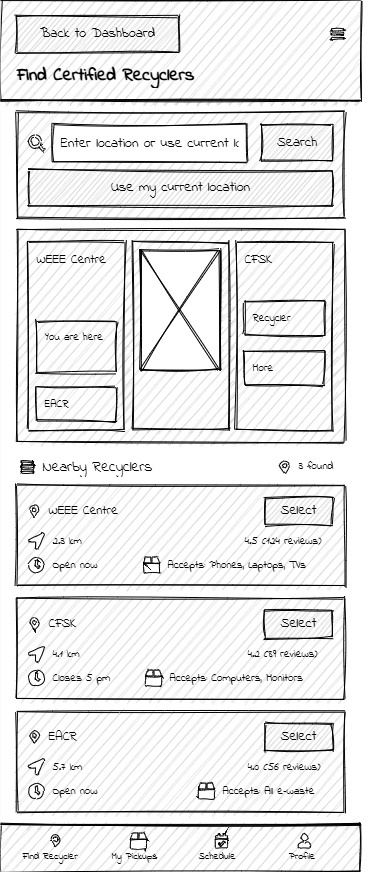 Back to Dashboard
Find Certified Recyclers
Enter location or use current lc
Search
Use my current location
WEEE Centre
You are here
EACR
CFSK
Recycler
More
Nearby Recyclers
3 found
WEEE Centre
Select
2.3 km
4.5 (124 reviews)
Open now
Accepts: Phones, Laptops, TVs
CFSK
Select
4.1 km
4.2 (89 reviews)
Closes 5 pm
Accepts: Computers, Monitors
EACR
Select
5.7 km
4.0 (56 reviews)
Open now
Accepts: All e-waste
Find Recycler
My Pickups
Schedule
Profile